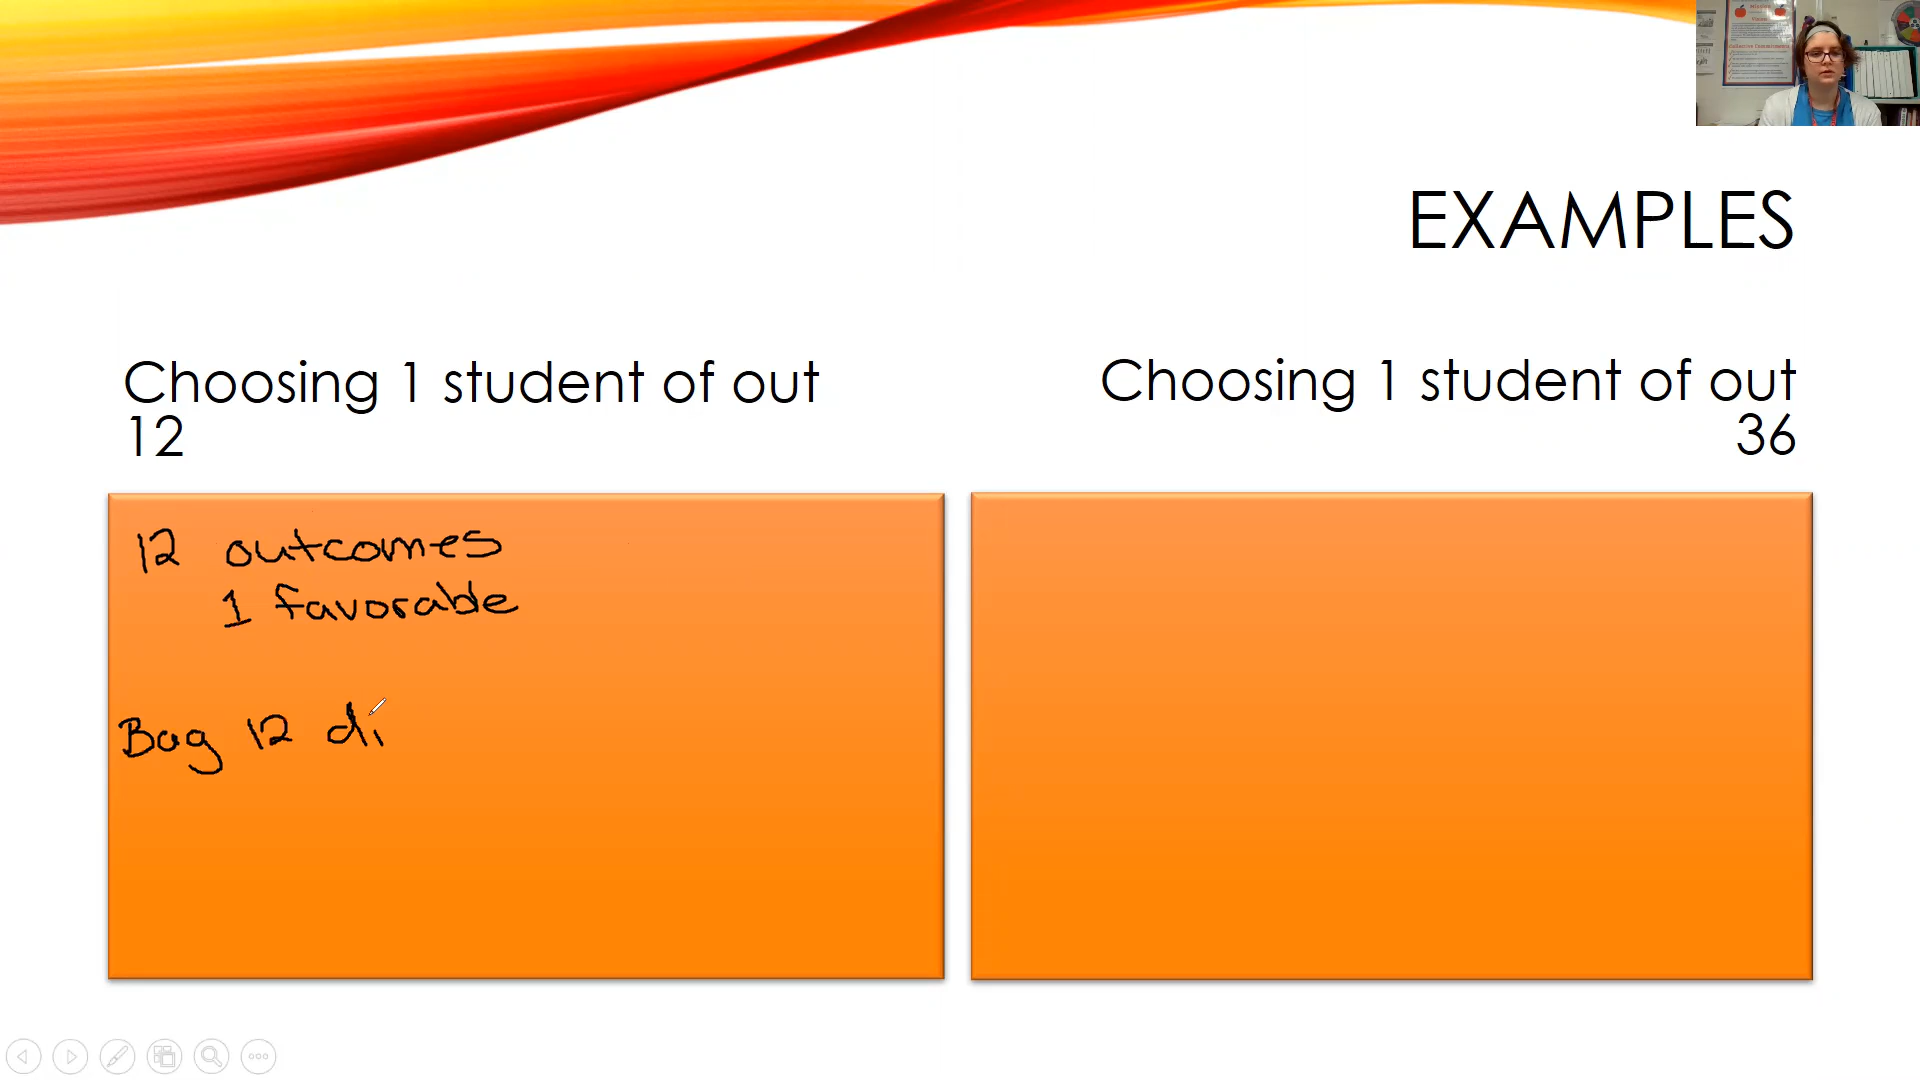 EXAMPLES
Choosing 1 student of out
12
Choosing 1 student of out
36
12 outcomes
1 favorable
Bag 12 di